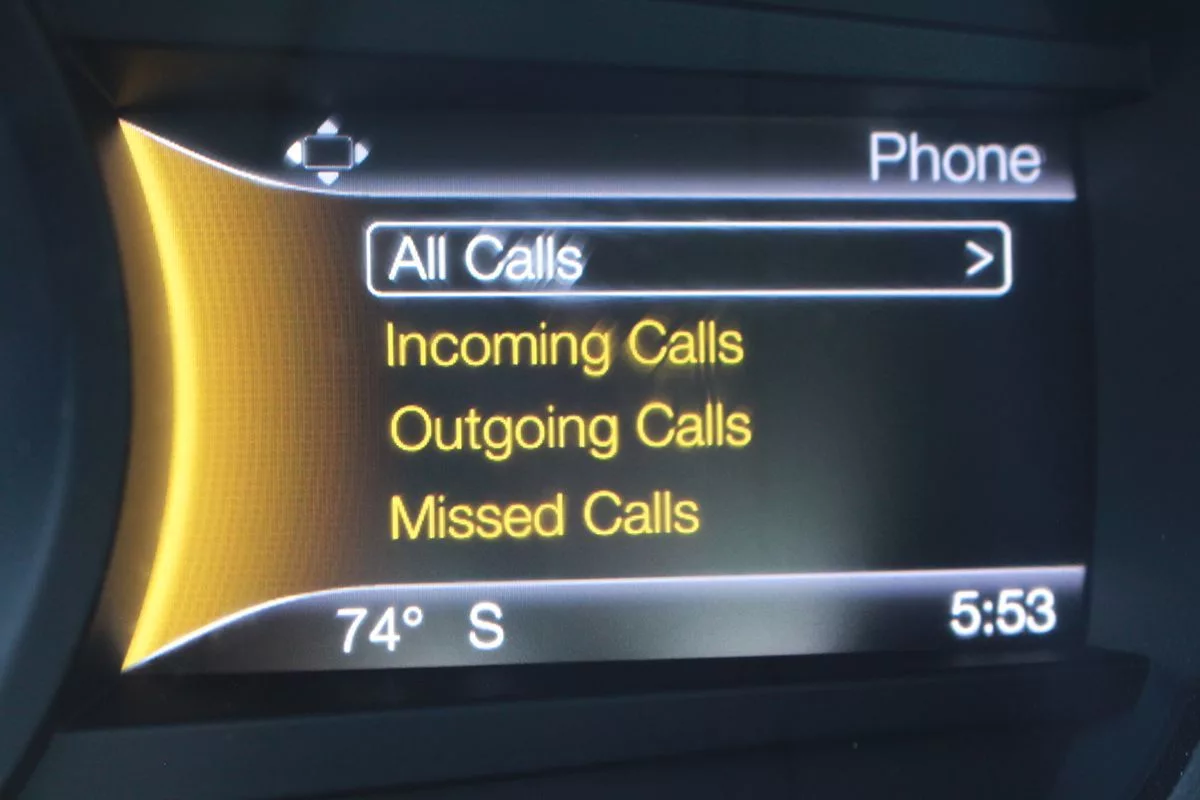 Phone
All Calls >
Incoming Calls
Outgoing Calls
Missed Calls
74° S 5:53